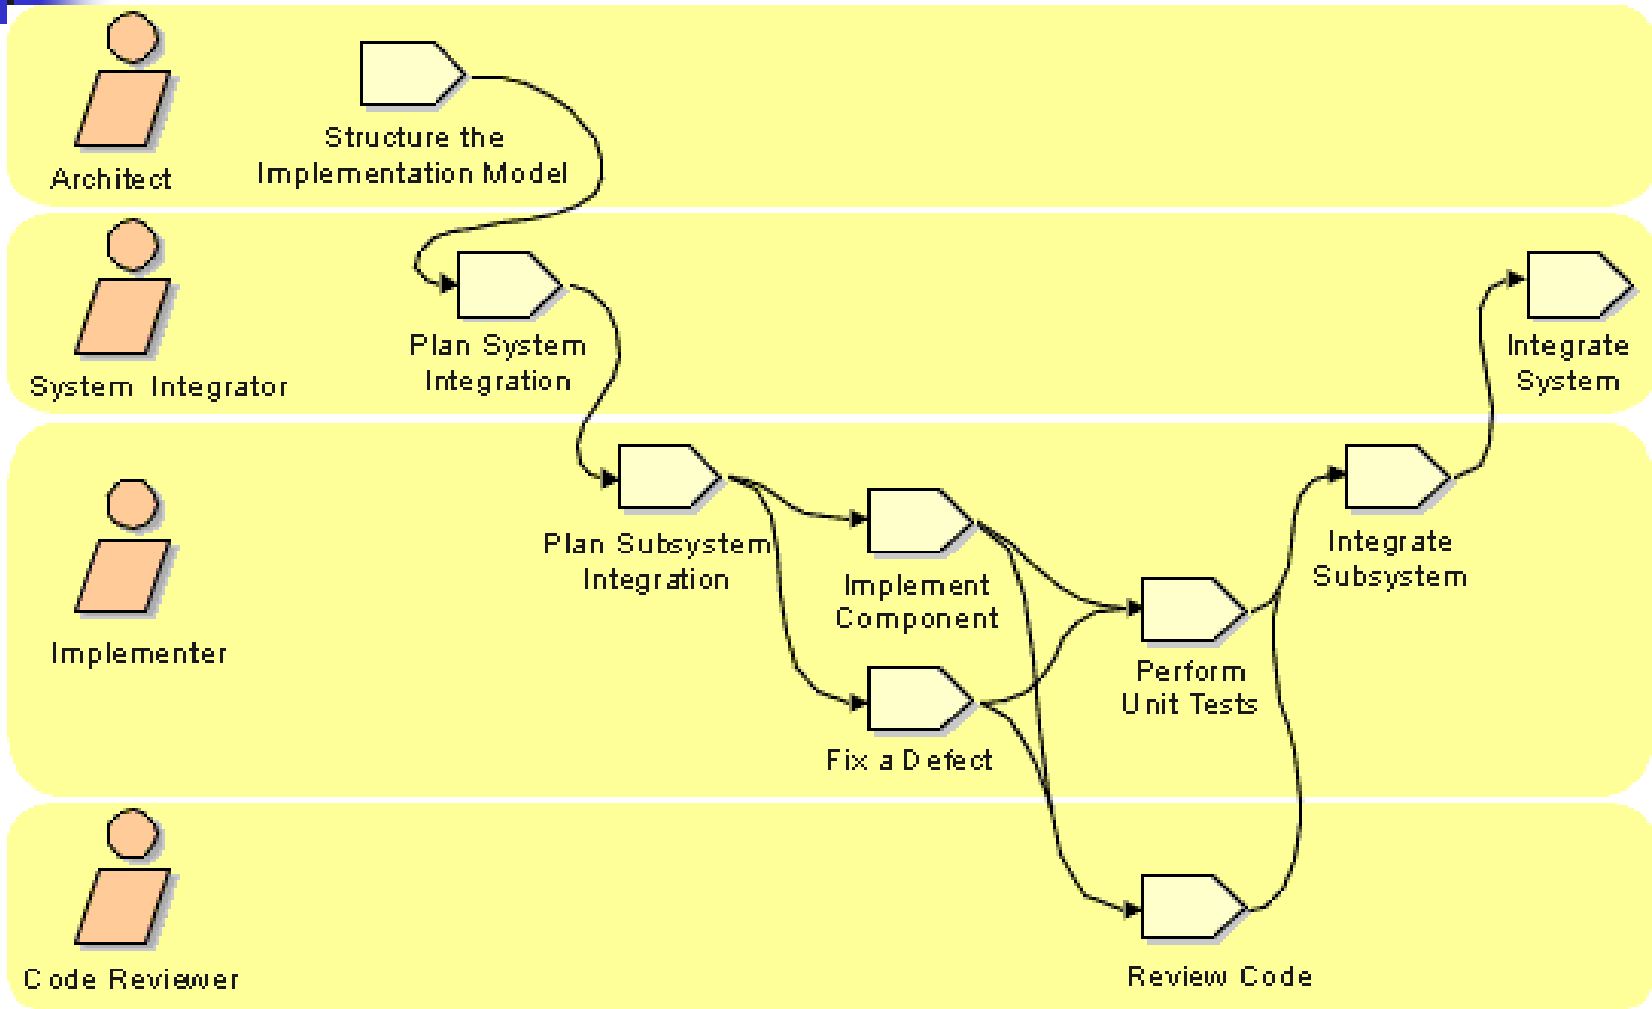 Structure the
Implementation Model
Architect
Plan System
Integration
Integrate
System
System Integrator
Plan Subsystem
Integration
Implement
Component
Integrate
Subsystem
Implementer
Perform
Unit Tests
Fix a Defect
Code Reviewer
Review Code